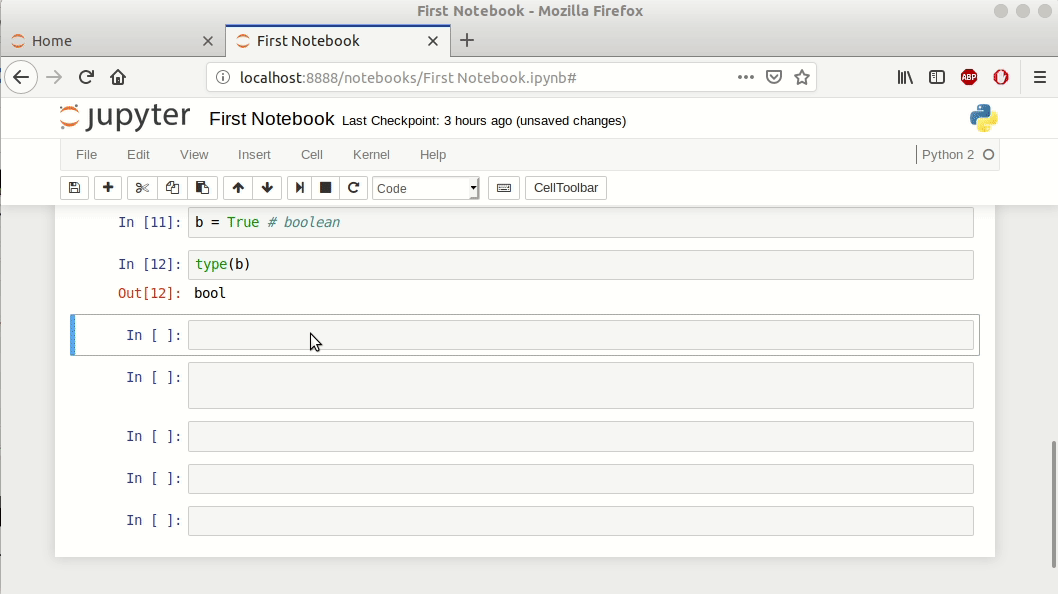 First Notebook - Mozilla Firefox
Home
First Notebook
localhost:8888/notebooks/First Notebook.ipynb#
ABP
jupyter First Notebook Last Checkpoint: 3 hours ago (unsaved changes)
File Edit View Insert Cell Kernel Help Python 2
Code CellToolbar
In [11]: b = True # boolean
In [12]: type(b)
Out[12]: bool
In [ ]:
In [ ]:
In [ ]:
In [ ]:
In [ ]: